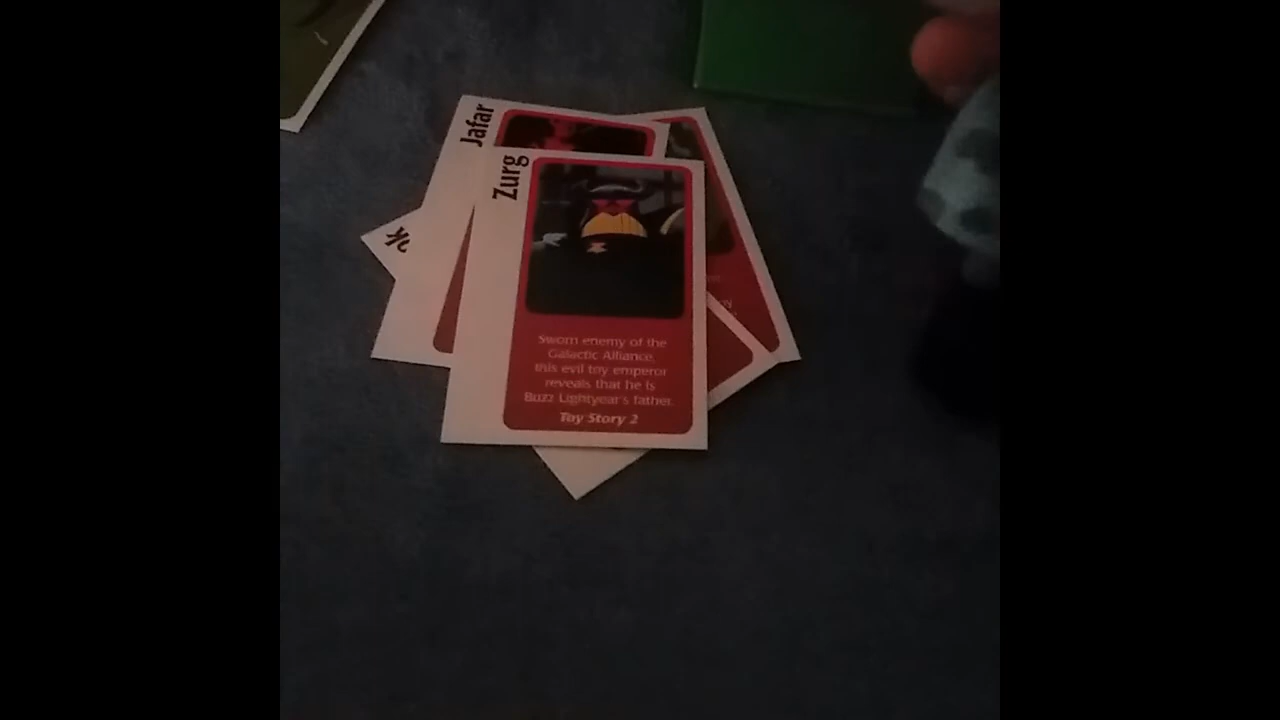 Jafar
Zurg
Sworn enemy of the
Galactic Alliance,
this evil toy emperor
reveals that he is
Buzz Lightyear's father.
Toy Story 2